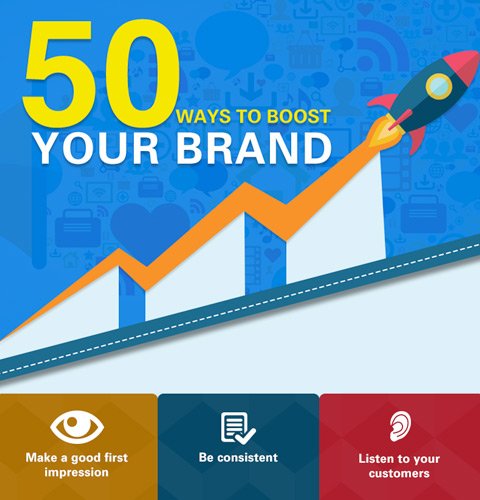 50
WAYS TO BOOST
YOUR BRAND
Make a good first
impression
Be consistent
Listen to your
customers